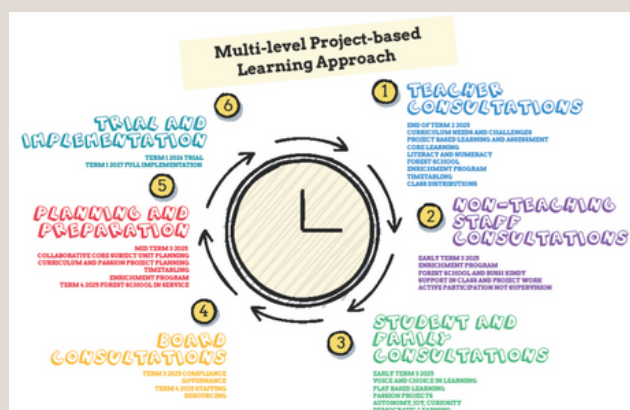 Multi-level Project-based
Learning Approach
1
TEACHER
CONSULTATIONS
END OF TERM 2 2025
CURRICULUM NEEDS AND CHALLENGES
PROJECT BASED LEARNING AND ASSESSMENT
CORE LEARNING
LITERACY AND NUMERACY
FOREST SCHOOL
ENRICHMENT PROGRAM
TIMETABLING
CLASS DISTRIBUTIONS
2
NON-TEACHING
STAFF
CONSULTATIONS
EARLY TERM 3 2025
ENRICHMENT PROGRAM
FOREST SCHOOL AND BUSH KINDY
SUPPORT IN CLASS AND PROJECT WORK
ACTIVE PARTICIPATION NOT SUPERVISION
3
STUDENT AND
FAMILY
CONSULTATIONS
EARLY TERM 3 2025
VOICE AND CHOICE IN LEARNING
PLAY BASED LEARNING
PASSION PROJECTS
AUTONOMY, JOY, CURIOSITY
DEMOCRATIC LEARNING
4
BOARD
CONSULTATIONS
TERM 3 2025 COMPLIANCE
GOVERNANCE
TERM 4 2025 STAFFING
RESOURCING
5
PLANNING AND
PREPARATION
MID TERM 3 2025
COLLABORATIVE CORE SUBJECT UNIT PLANNING
CURRICULUM AND PASSION PROJECT PLANNING
TIMETABLING
ENRICHMENT PROGRAM
TERM 4 2025 FOREST SCHOOL IN SERVICE
6
TRIAL AND
IMPLEMENTATION
TERM 1 2026 TRIAL
TERM 1 2027 FULL IMPLEMENTATION